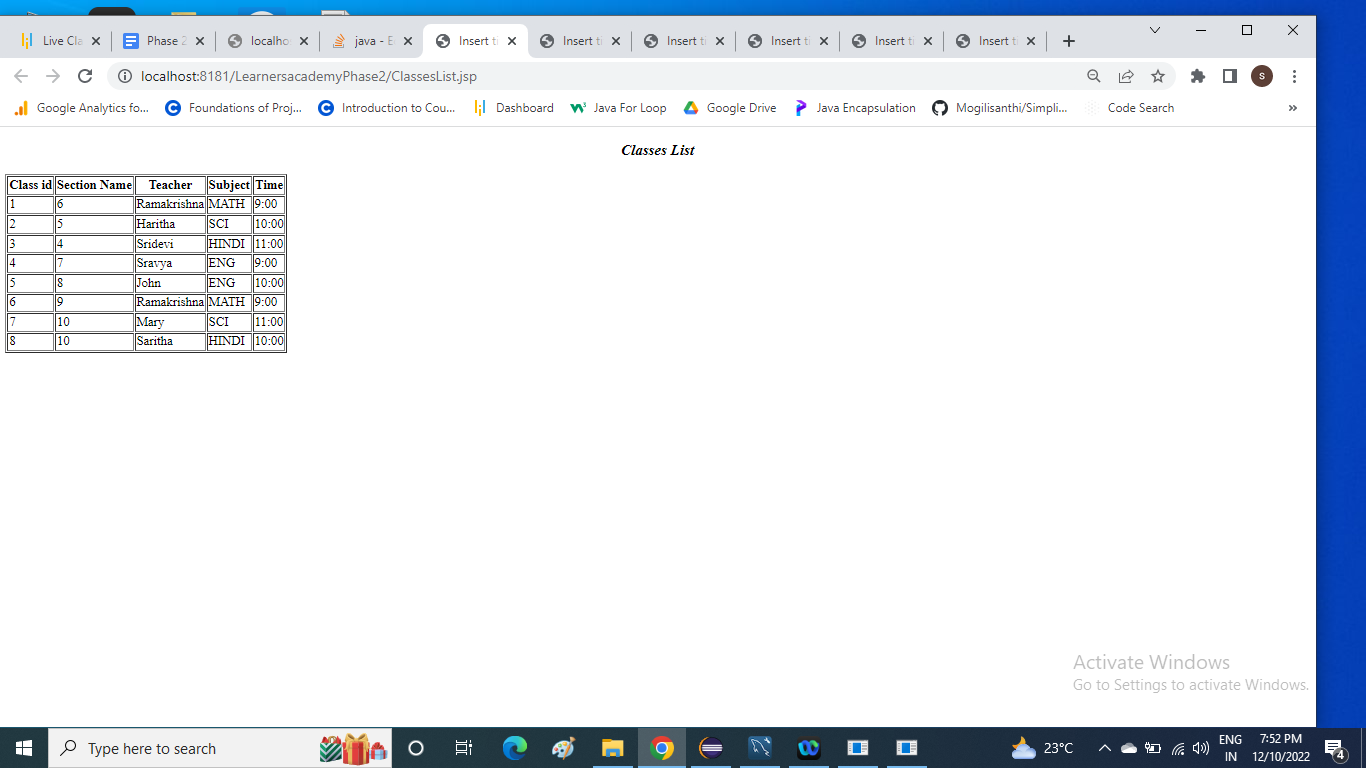 Live Cla
Phase 2
localho
java - E
Insert t
Insert t
Insert t
Insert t
Insert t
Insert t
localhost:8181/LearnersacademyPhase2/ClassesList.jsp
S
Google Analytics fo... Foundations of Proj... Introduction to Cou... Dashboard Java For Loop Google Drive Java Encapsulation Mogilisanthi/Simpli... Code Search »
Classes List
Class id Section Name Teacher Subject Time
1 6 Ramakrishna MATH 9:00
2 5 Haritha SCI 10:00
3 4 Sridevi HINDI 11:00
4 7 Sravya ENG 9:00
5 8 John ENG 10:00
6 9 Ramakrishna MATH 9:00
7 10 Mary SCI 11:00
8 10 Saritha HINDI 10:00
Activate Windows
Go to Settings to activate Windows.
Type here to search
23°C
ENG
IN
7:52 PM
12/10/2022
4